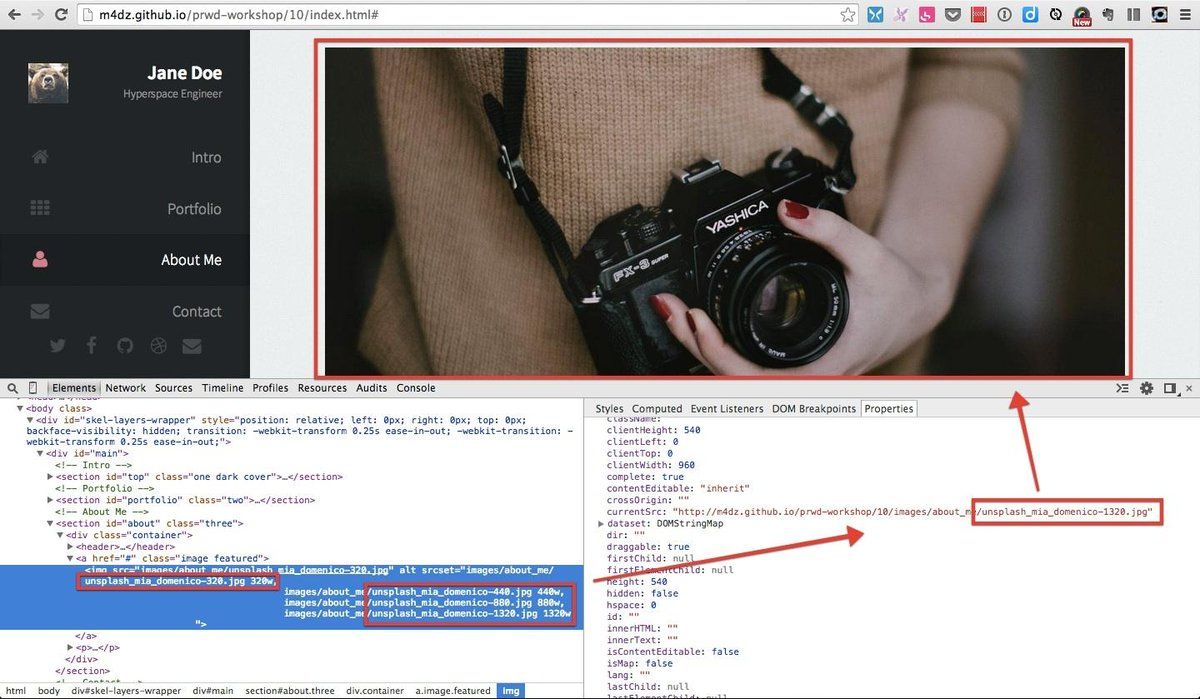 m4dz.github.io/prwd-workshop/10/index.html#
New
Jane Doe
Hyperspace Engineer
Intro
Portfolio
About Me
Contact
YASHICA
FX-3 SUPER
ML 50mm 1:1.9
MADE IN
Elements Network Sources Timeline Profiles Resources Audits Console
<body class>
<div id="skel-layers-wrapper" style="position: relative; left: 0px; right: 0px; top: 0px;
backface-visibility: hidden; transition: -webkit-transform 0.25s ease-in-out; -webkit-transition: -
webkit-transform 0.25s ease-in-out;">
<div id="main">
<!-- Intro -->
<section id="top" class="one dark cover">…</section>
<!-- Portfolio -->
<section id="portfolio" class="two">…</section>
<!-- About Me -->
<section id="about" class="three">
<div class="container">
<header>…</header>
<a href="#" class="image featured">
<img src="images/about_me/unsplash_mia_domenico-320.jpg" alt srcset="images/about_me/
unsplash_mia_domenico-320.jpg 320w,
images/about_me/unsplash_mia_domenico-440.jpg 440w,
images/about_me/unsplash_mia_domenico-880.jpg 880w,
images/about_me/unsplash_mia_domenico-1320.jpg 1320w
">
</a>
<p>…</p>
</div>
</section>
<!-- Contact -->
html body div#skel-layers-wrapper div#main section#about.three div.container a.image.featured img
Styles Computed Event Listeners DOM Breakpoints Properties
className:
clientHeight: 540
clientLeft: 0
clientTop: 0
clientWidth: 960
complete: true
contentEditable: "inherit"
crossOrigin: ""
currentSrc: "http://m4dz.github.io/prwd-workshop/10/images/about_me/unsplash_mia_domenico-1320.jpg"
dataset: DOMStringMap
dir: ""
draggable: true
firstChild: null
firstElementChild: null
height: 540
hidden: false
hspace: 0
id: ""
innerHTML: ""
innerText: ""
isContentEditable: false
isMap: false
lang: ""
lastChild: null
lastElementChild: null